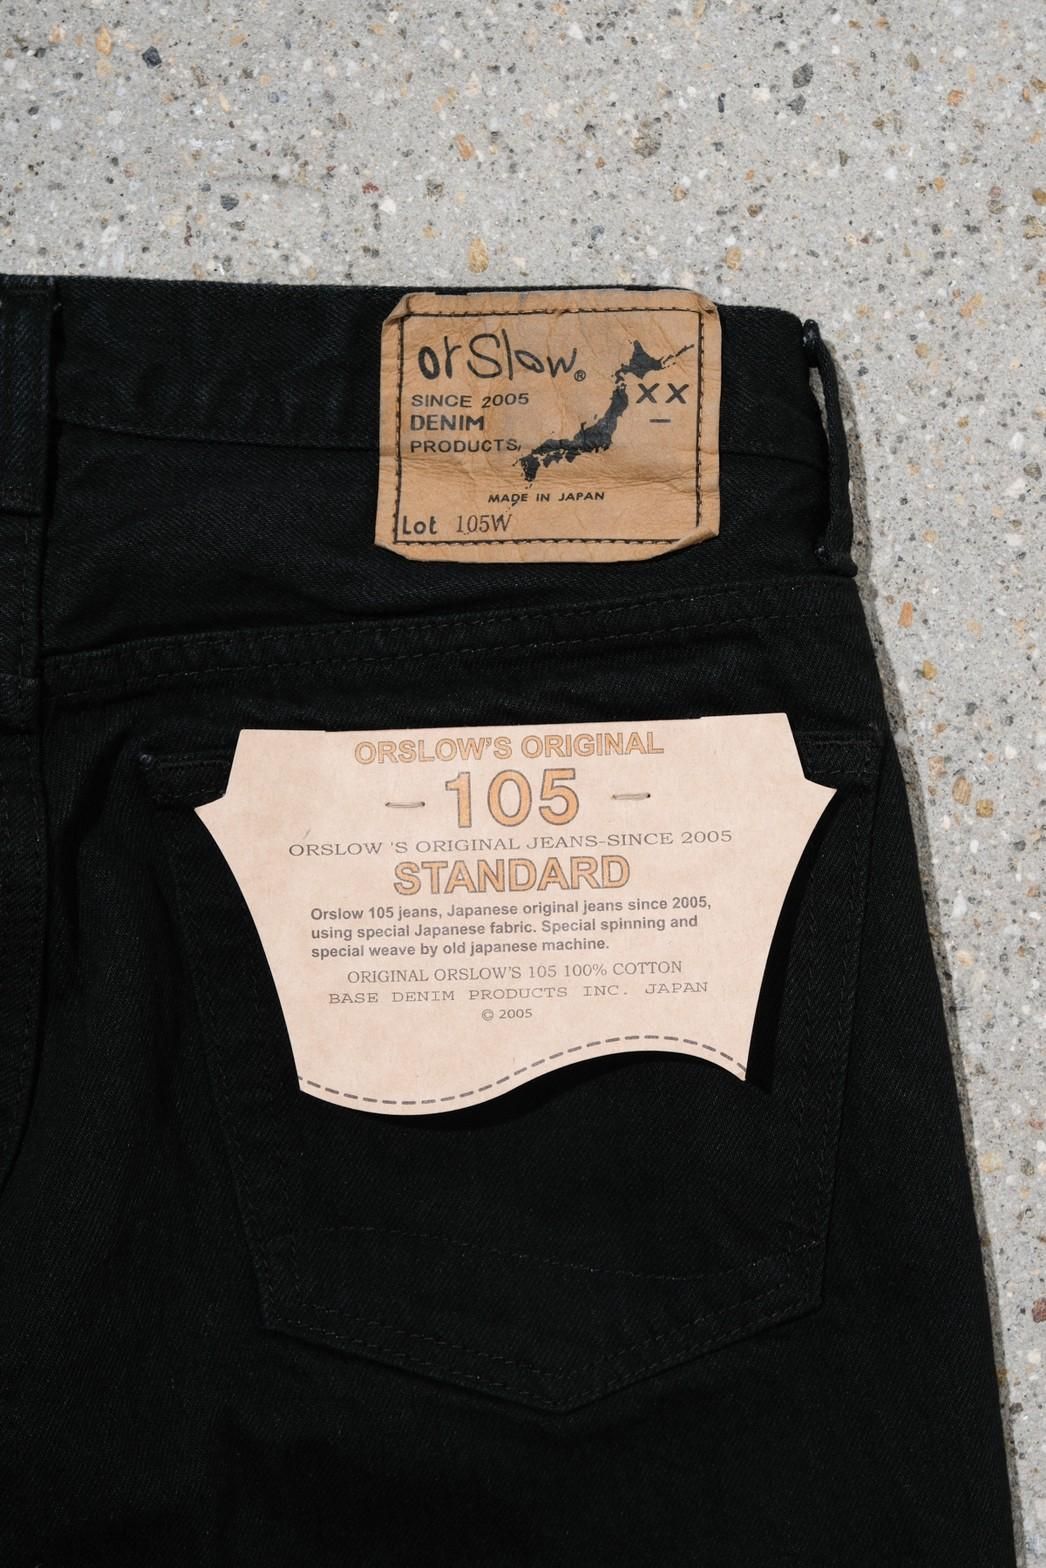 orSlow®
SINCE 2005
DENIM
PRODUCTS
XX
MADE IN JAPAN
Lot 105W
ORSLOW'S ORIGINAL
105
ORSLOW'S ORIGINAL JEANS-SINCE 2005
STANDARD
Orslow 105 jeans, Japanese original jeans since 2005,
using special Japanese fabric. Special spinning and
special weave by old japanese machine.
ORIGINAL ORSLOW'S 105 100% COTTON
BASE DENIM PRODUCTS INC. JAPAN
© 2005